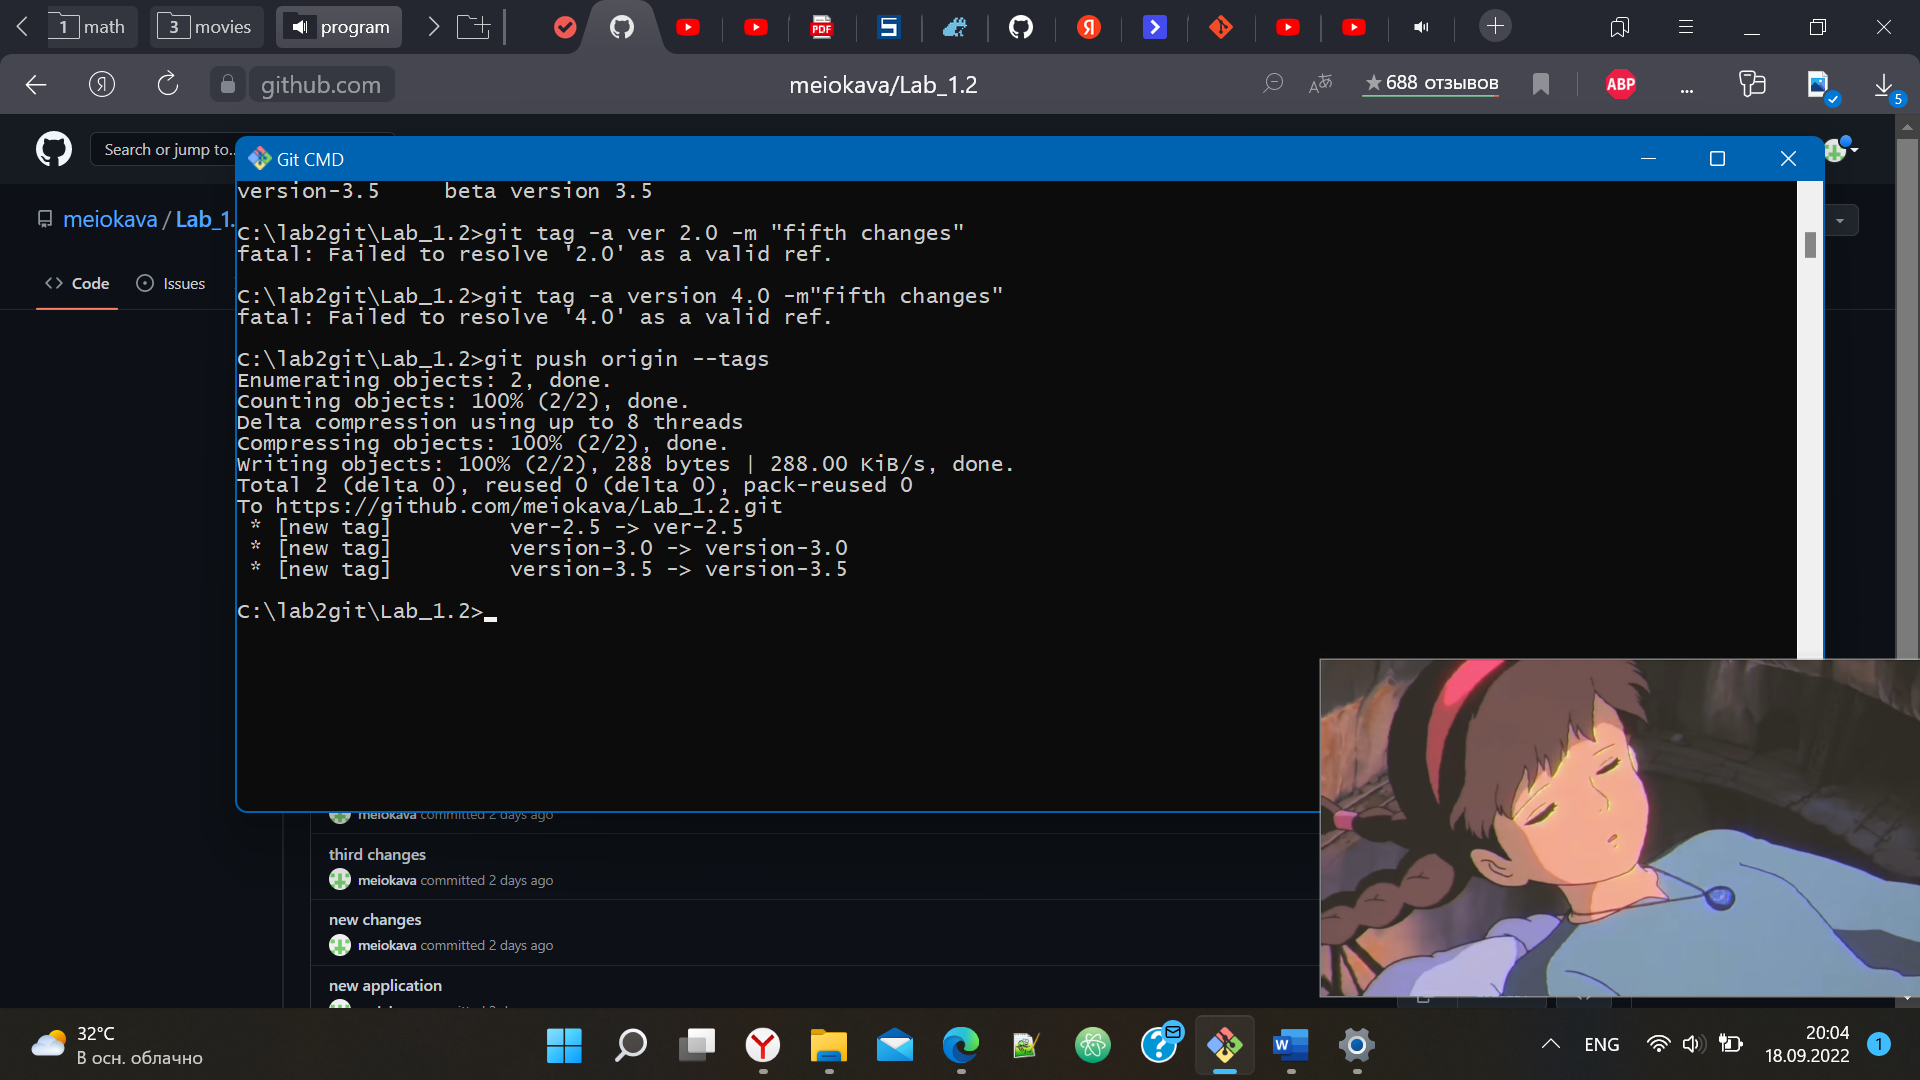 1 math
3 movies
program
PDF
S
Я
Я
github.com
meiokava/Lab_1.2
★688 отзывов
ABP
...
5
Search or jump to...
Git CMD
meiokava / Lab_1.
Code
Issues
version-3.5     beta version 3.5
C:\lab2git\Lab_1.2>git tag -a ver 2.0 -m "fifth changes"
fatal: Failed to resolve '2.0' as a valid ref.
C:\lab2git\Lab_1.2>git tag -a version 4.0 -m"fifth changes"
fatal: Failed to resolve '4.0' as a valid ref.
C:\lab2git\Lab_1.2>git push origin --tags
Enumerating objects: 2, done.
Counting objects: 100% (2/2), done.
Delta compression using up to 8 threads
Compressing objects: 100% (2/2), done.
Writing objects: 100% (2/2), 288 bytes | 288.00 KiB/s, done.
Total 2 (delta 0), reused 0 (delta 0), pack-reused 0
To https://github.com/meiokava/Lab_1.2.git
 * [new tag]         ver-2.5 -> ver-2.5
 * [new tag]         version-3.0 -> version-3.0
 * [new tag]         version-3.5 -> version-3.5
C:\lab2git\Lab_1.2>
meiokava committed 2 days ago
third changes
meiokava committed 2 days ago
new changes
meiokava committed 2 days ago
new application
32°C
В осн. облачно
W
ENG
20:04
18.09.2022
1